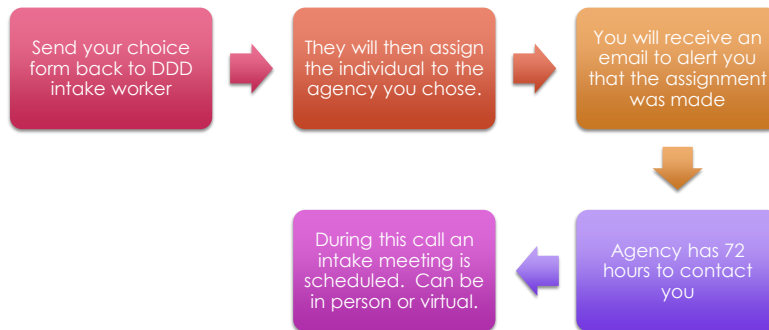 Send your choice
form back to DDD
intake worker
They will then assign
the individual to the
agency you chose.
You will receive an
email to alert you
that the assignment
was made
Agency has 72
hours to contact
you
During this call an
intake meeting is
scheduled.  Can be
in person or virtual.